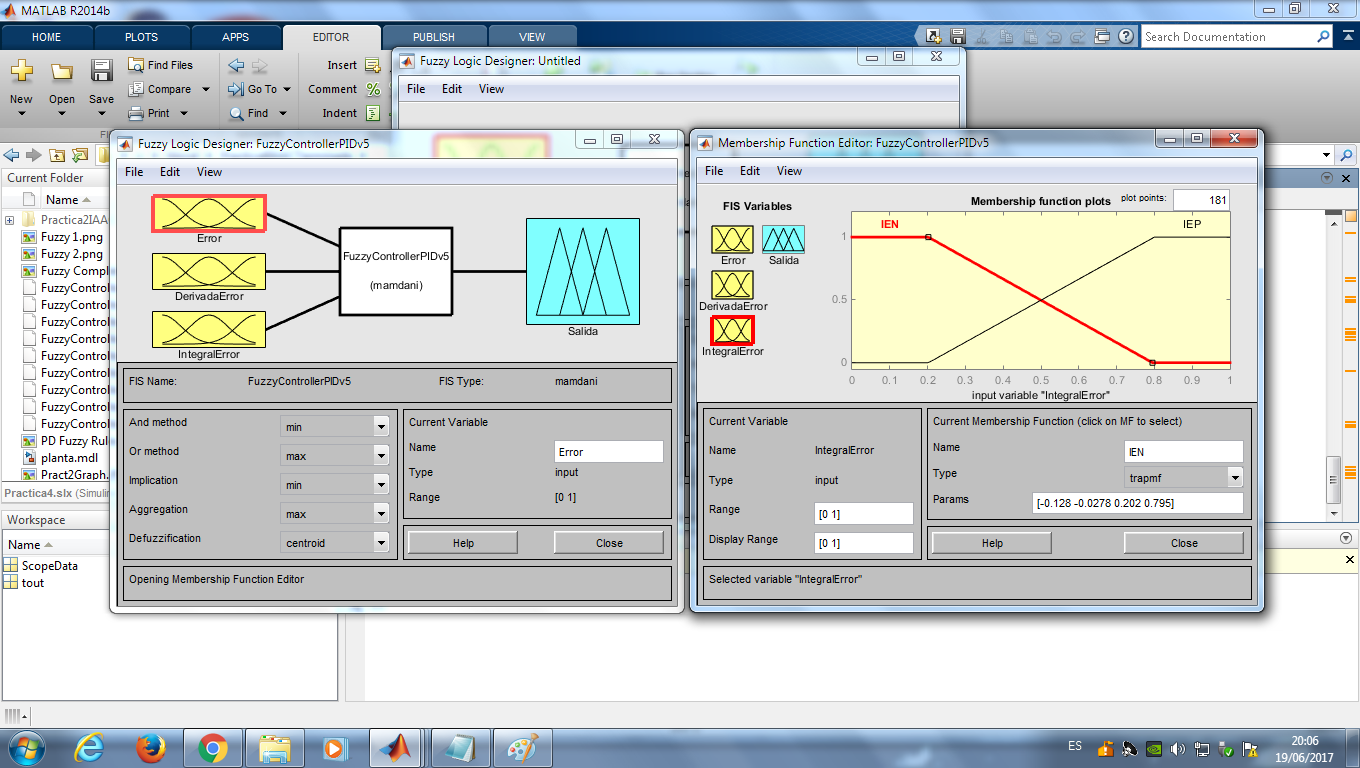 MATLAB R2014b
HOME PLOTS APPS EDITOR PUBLISH VIEW
Search Documentation
New Open Save
Find Files
Compare
Print
Go To
Find
Insert
Comment
Indent
Fuzzy Logic Designer: Untitled
File Edit View
Current Folder
Name
Practica2IAA
Fuzzy 1.png
Fuzzy 2.png
Fuzzy Compl
FuzzyControl
FuzzyControl
FuzzyControl
FuzzyControl
FuzzyControl
FuzzyControl
FuzzyControl
FuzzyControl
FuzzyControl
PD Fuzzy Rul
planta.mdl
Pract2Graph.
Practica4.slx (Simulin
Workspace
Name
ScopeData
tout
Fuzzy Logic Designer: FuzzyControllerPIDv5
File Edit View
Error
DerivadaError
IntegralError
FuzzyControllerPIDv5
(mamdani)
Salida
FIS Name: FuzzyControllerPIDv5 FIS Type: mamdani
And method min
Or method max
Implication min
Aggregation max
Defuzzification centroid
Current Variable
Name Error
Type input
Range [0 1]
Help Close
Opening Membership Function Editor
Membership Function Editor: FuzzyControllerPIDv5
File Edit View
FIS Variables
Error Salida
DerivadaError
IntegralError
Membership function plots plot points: 181
IEN IEP
1
0.5
0
0 0.1 0.2 0.3 0.4 0.5 0.6 0.7 0.8 0.9 1
input variable "IntegralError"
Current Variable
Name IntegralError
Type input
Range [0 1]
Display Range [0 1]
Current Membership Function (click on MF to select)
Name IEN
Type trapmf
Params [-0.128 -0.0278 0.202 0.795]
Help Close
Selected variable "IntegralError"
ES
20:06
19/06/2017